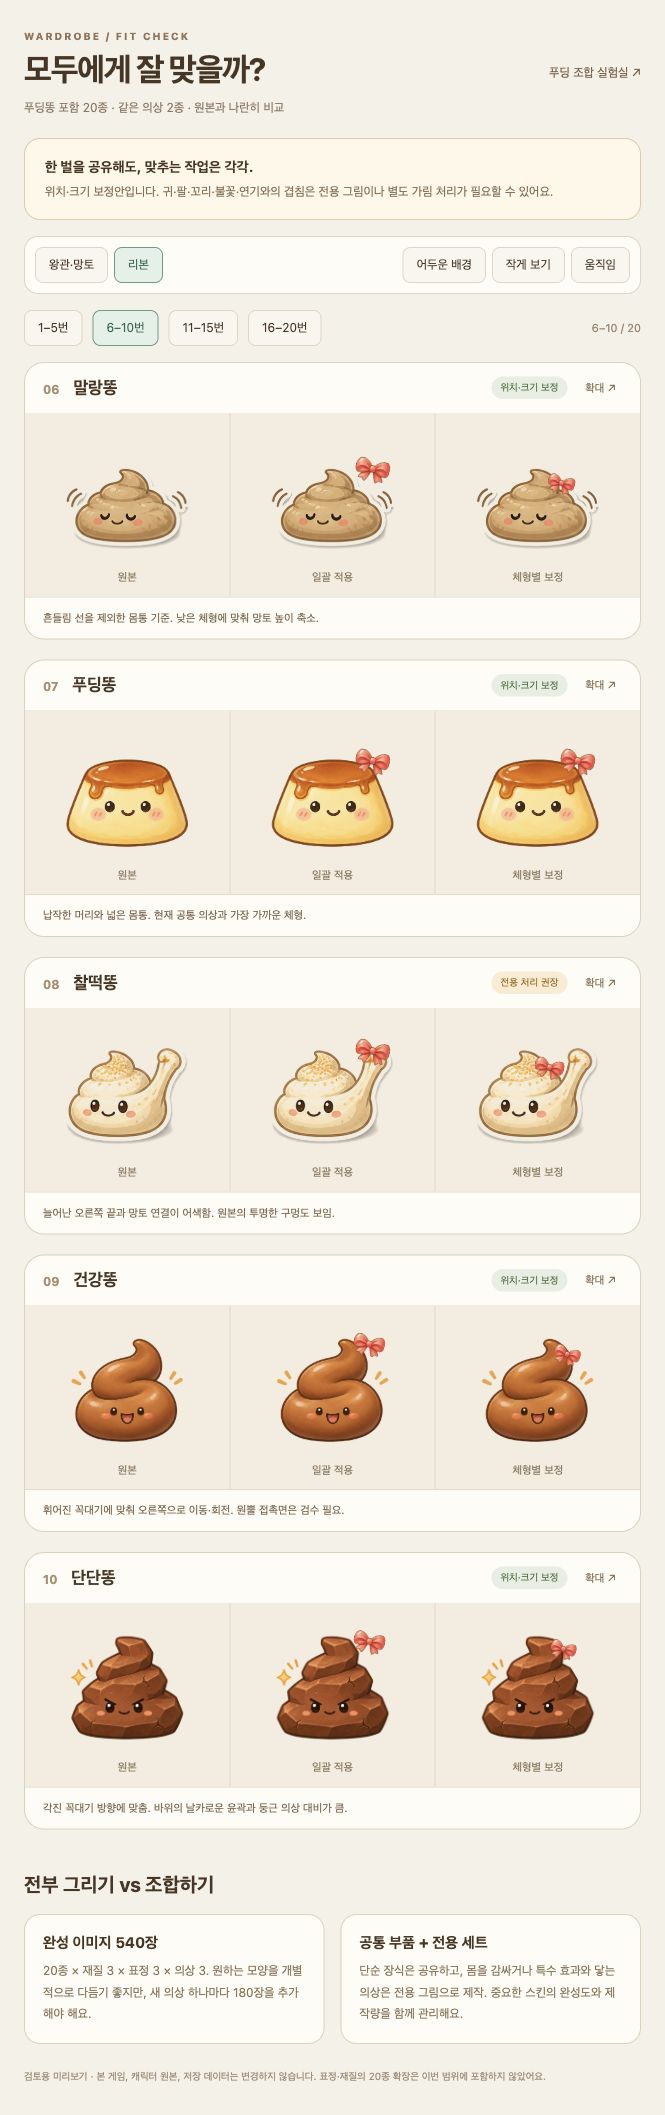 WARDROBE / FIT CHECK
모두에게 잘 맞을까?
푸딩 조합 실험실 ↗
푸딩똥 포함 20종 · 같은 의상 2종 · 원본과 나란히 비교
한 벌을 공유해도, 맞추는 작업은 각각.
위치·크기 보정안입니다. 귀·팔·꼬리·불꽃·연기와의 겹침은 전용 그림이나 별도 가림 처리가 필요할 수 있어요.
왕관·망토 리본 어두운 배경 작게 보기 움직임
1–5번 6–10번 11–15번 16–20번 6–10 / 20
06 말랑똥 위치·크기 보정 확대 ↗
원본 일괄 적용 체형별 보정
흔들림 선을 제외한 몸통 기준. 낮은 체형에 맞춰 망토 높이 축소.
07 푸딩똥 위치·크기 보정 확대 ↗
원본 일괄 적용 체형별 보정
납작한 머리와 넓은 몸통. 현재 공통 의상과 가장 가까운 체형.
08 찰떡똥 전용 처리 권장 확대 ↗
원본 일괄 적용 체형별 보정
늘어난 오른쪽 끝과 망토 연결이 어색함. 원본의 투명한 구멍도 보임.
09 건강똥 위치·크기 보정 확대 ↗
원본 일괄 적용 체형별 보정
휘어진 꼭대기에 맞춰 오른쪽으로 이동·회전. 원뿔 접촉면은 검수 필요.
10 단단똥 위치·크기 보정 확대 ↗
원본 일괄 적용 체형별 보정
각진 꼭대기 방향에 맞춤. 바위의 날카로운 윤곽과 둥근 의상 대비가 큼.
전부 그리기 vs 조합하기
완성 이미지 540장
20종 × 재질 3 × 표정 3 × 의상 3. 원하는 모양을 개별
적으로 다듬기 좋지만, 새 의상 하나마다 180장을 추가
해야 해요.
공통 부품 + 전용 세트
단순 장식은 공유하고, 몸을 감싸거나 특수 효과와 닿는
의상은 전용 그림으로 제작. 중요한 스킨의 완성도와 제
작량을 함께 관리해요.
검토용 미리보기 · 본 게임, 캐릭터 원본, 저장 데이터는 변경하지 않습니다. 표정·재질의 20종 확장은 이번 범위에 포함하지 않았어요.